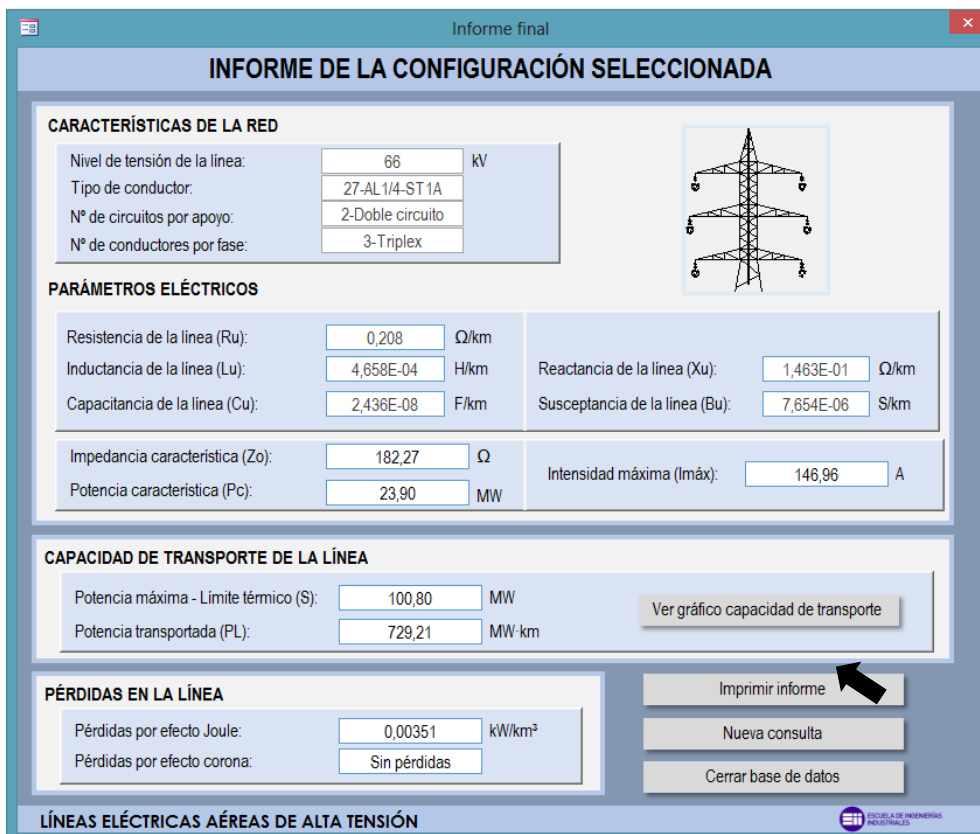 Informe final
×
INFORME DE LA CONFIGURACIÓN SELECCIONADA
CARACTERÍSTICAS DE LA RED
Nivel de tensión de la línea: 66 kV
Tipo de conductor: 27-AL1/4-ST1A
Nº de circuitos por apoyo: 2-Doble circuito
Nº de conductores por fase: 3-Triplex
PARÁMETROS ELÉCTRICOS
Resistencia de la línea (Ru): 0,208 Ω/km
Inductancia de la línea (Lu): 4,658E-04 H/km
Reactancia de la línea (Xu): 1,463E-01 Ω/km
Capacitancia de la línea (Cu): 2,436E-08 F/km
Susceptancia de la línea (Bu): 7,654E-06 S/km
Impedancia característica (Zo): 182,27 Ω
Potencia característica (Pc): 23,90 MW
Intensidad máxima (Imáx): 146,96 A
CAPACIDAD DE TRANSPORTE DE LA LÍNEA
Potencia máxima - Límite térmico (S): 100,80 MW
Potencia transportada (PL): 729,21 MW·km
Ver gráfico capacidad de transporte
PÉRDIDAS EN LA LÍNEA
Pérdidas por efecto Joule: 0,00351 kW/km³
Pérdidas por efecto corona: Sin pérdidas
Imprimir informe
Nueva consulta
Cerrar base de datos
LÍNEAS ELÉCTRICAS AÉREAS DE ALTA TENSIÓN
ESCUELA DE INGENIERÍAS
INDUSTRIALES